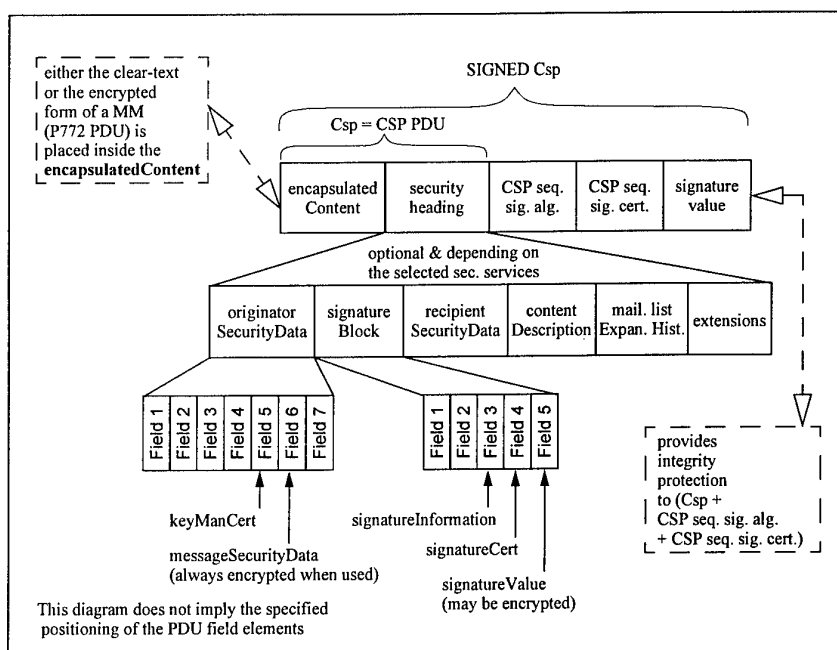 either the clear-text
or the encrypted
form of a MM
(P772 PDU) is
placed inside the
encapsulatedContent
SIGNED Csp
Csp = CSP PDU
encapsulated
Content
security
heading
CSP seq.
sig. alg.
CSP seq.
sig. cert.
signature
value
optional & depending on
the selected sec. services
originator
SecurityData
signature
Block
recipient
SecurityData
content
Description
mail. list
Expan. Hist.
extensions
Field 1
Field 2
Field 3
Field 4
Field 5
Field 6
Field 7
Field 1
Field 2
Field 3
Field 4
Field 5
keyManCert
messageSecurityData
(always encrypted when used)
signatureInformation
signatureCert
signatureValue
(may be encrypted)
provides
integrity
protection
to (Csp +
CSP seq. sig. alg.
+ CSP seq. sig. cert.)
This diagram does not imply the specified
positioning of the PDU field elements